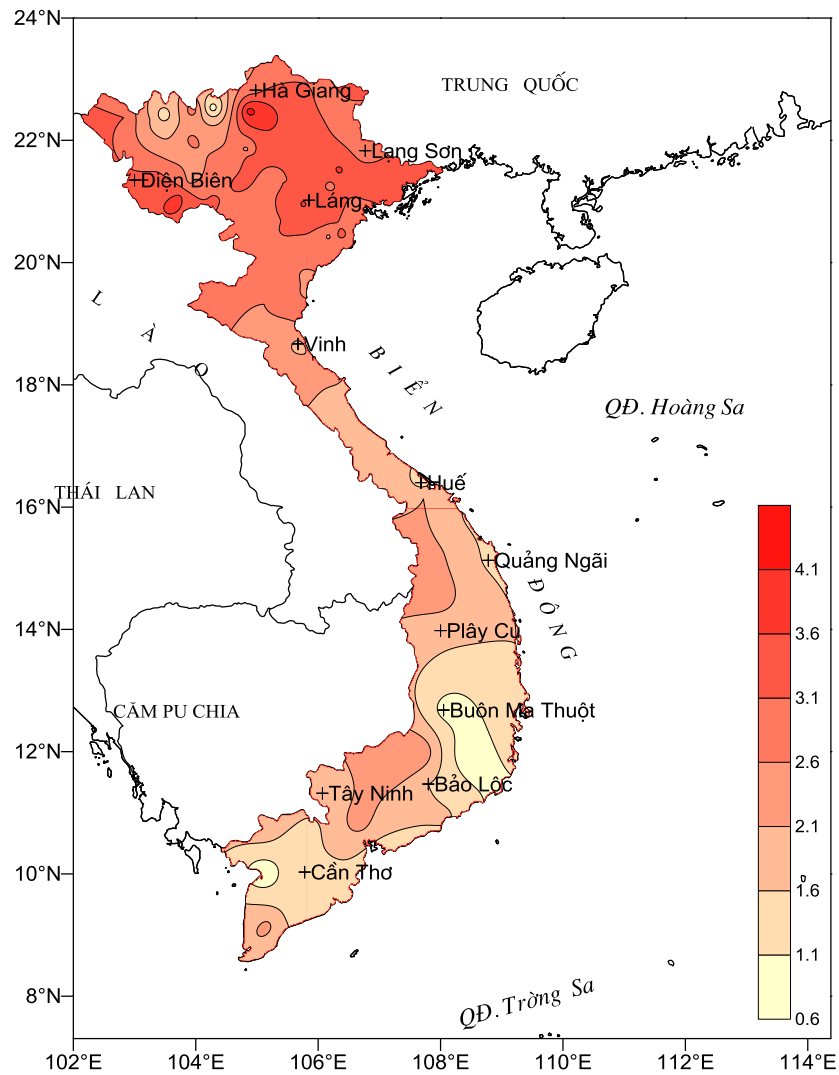 24°N
TRUNG QUỐC
Hà Giang
22°N
Lạng Sơn
Điện Biên
Láng
20°N
L À O
Vinh
BIỂN
18°N
QĐ. Hoàng Sa
THÁI LAN
Huế
16°N
4.1
Quảng Ngãi
3.6
ĐÔNG
14°N
Plây Cu
3.1
CĂM PU CHIA
Buôn Ma Thuột
2.6
12°N
Bảo Lộc
Tây Ninh
2.1
10°N
Cần Thơ
1.6
1.1
8°N
QĐ. Trờng Sa
0.6
102°E 104°E 106°E 108°E 110°E 112°E 114°E